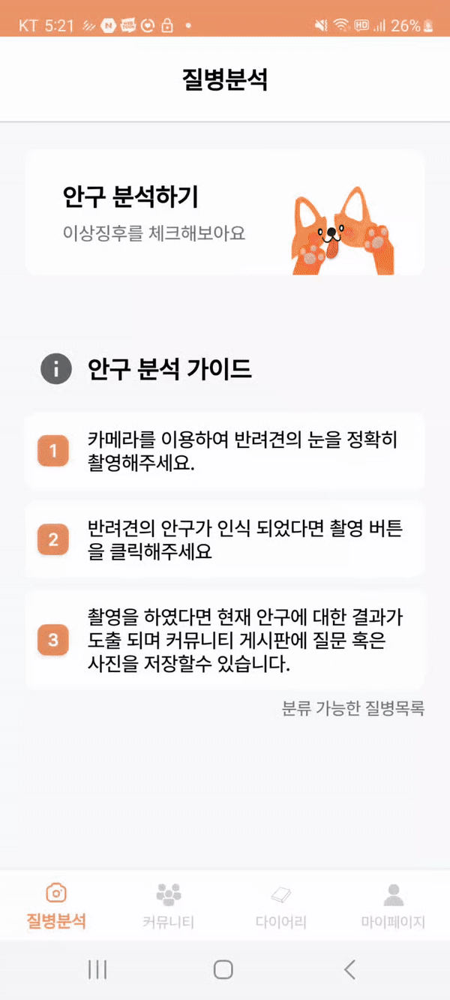 KT 5:21 HD 26%
질병분석
안구 분석하기
이상징후를 체크해보아요
안구 분석 가이드
1 카메라를 이용하여 반려견의 눈을 정확히
촬영해주세요.
2 반려견의 안구가 인식 되었다면 촬영 버튼
을 클릭해주세요
3 촬영을 하였다면 현재 안구에 대한 결과가
도출 되며 커뮤니티 게시판에 질문 혹은
사진을 저장할수 있습니다.
분류 가능한 질병목록
질병분석 커뮤니티 다이어리 마이페이지